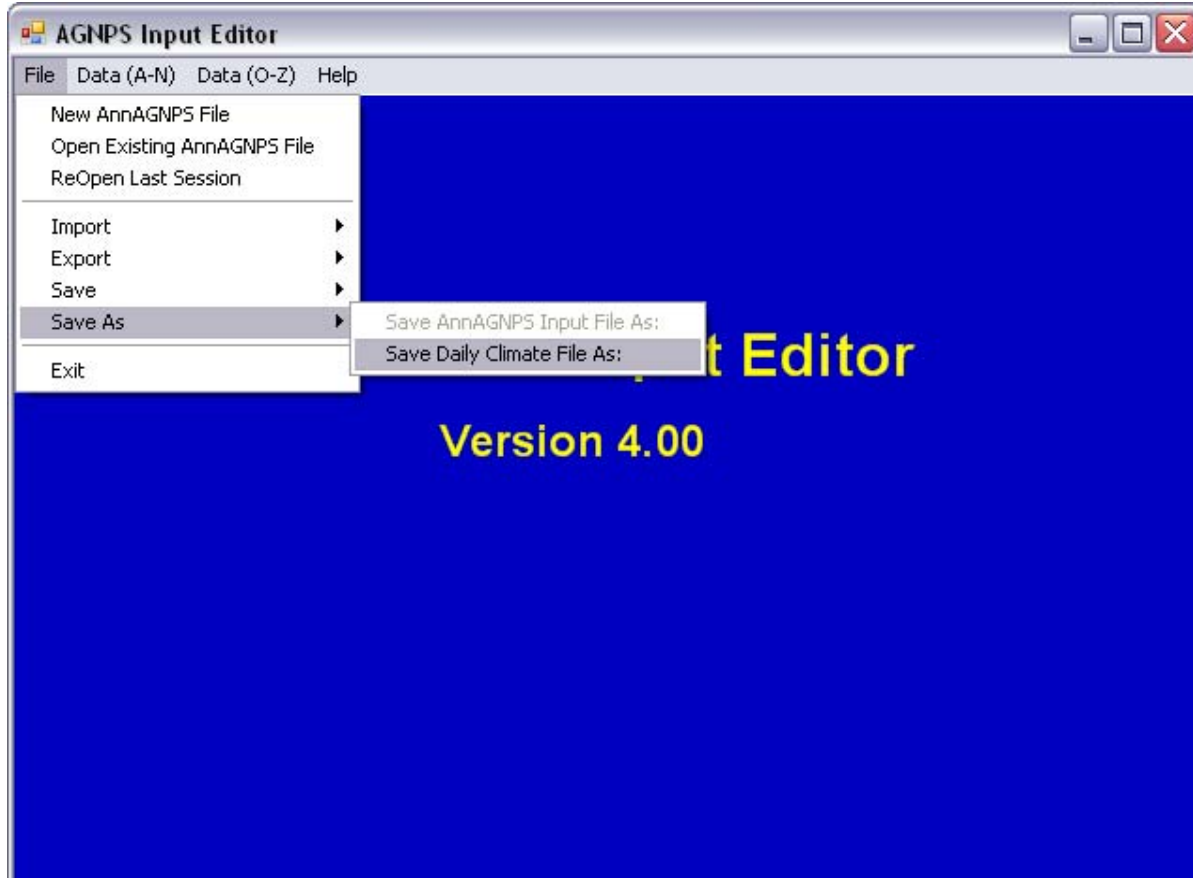 AGNPS Input Editor
File Data (A-N) Data (O-Z) Help
New AnnAGNPS File
Open Existing AnnAGNPS File
ReOpen Last Session
Import
Export
Save
Save As
Save AnnAGNPS Input File As:
Save Daily Climate File As:
Exit
Editor
Version 4.00